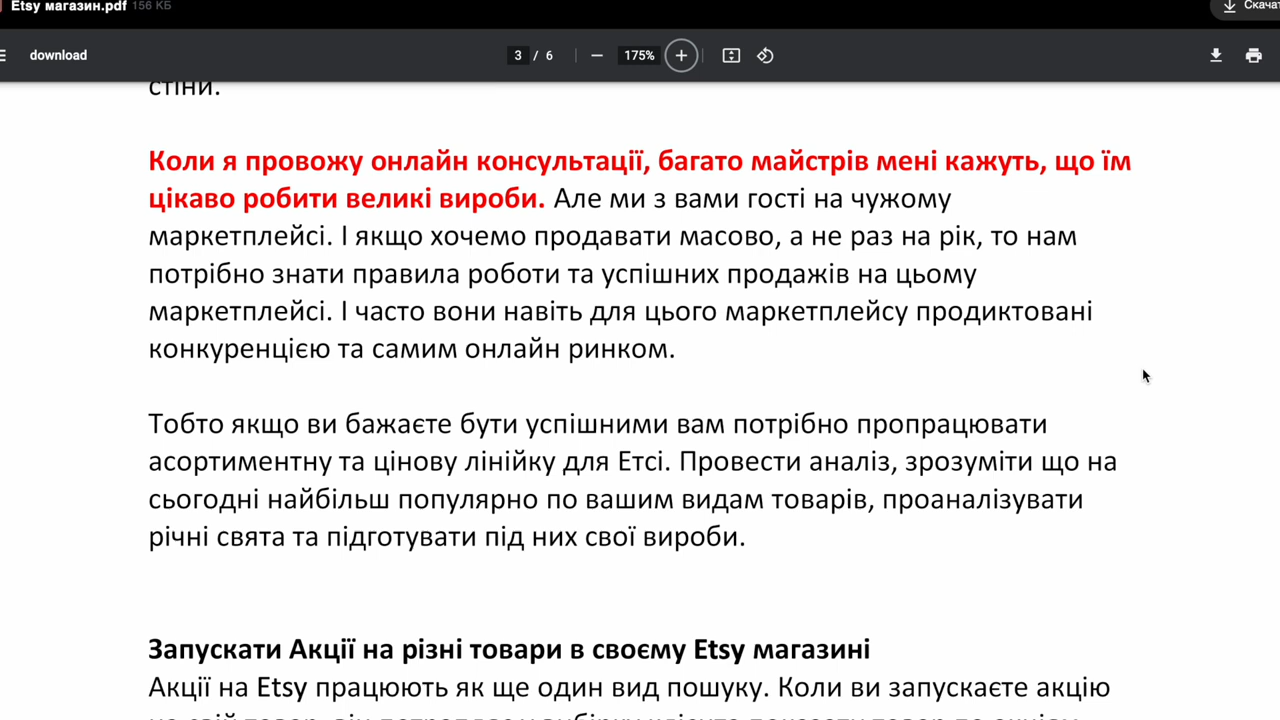 Etsy магазин.pdf 156 КБ
Скачат
download 3 / 6 175%
стіни.
Коли я провожу онлайн консультації, багато майстрів мені кажуть, що їм
цікаво робити великі вироби. Але ми з вами гості на чужому
маркетплейсі. І якщо хочемо продавати масово, а не раз на рік, то нам
потрібно знати правила роботи та успішних продажів на цьому
маркетплейсі. І часто вони навіть для цього маркетплейсу продиктовані
конкуренцією та самим онлайн ринком.
Тобто якщо ви бажаєте бути успішними вам потрібно пропрацювати
асортиментну та цінову лінійку для Етсі. Провести аналіз, зрозуміти що на
сьогодні найбільш популярно по вашим видам товарів, проаналізувати
річні свята та підготувати під них свої вироби.
Запускати Акції на різні товари в своєму Etsy магазині
Акції на Etsy працюють як ще один вид пошуку. Коли ви запускаєте акцію